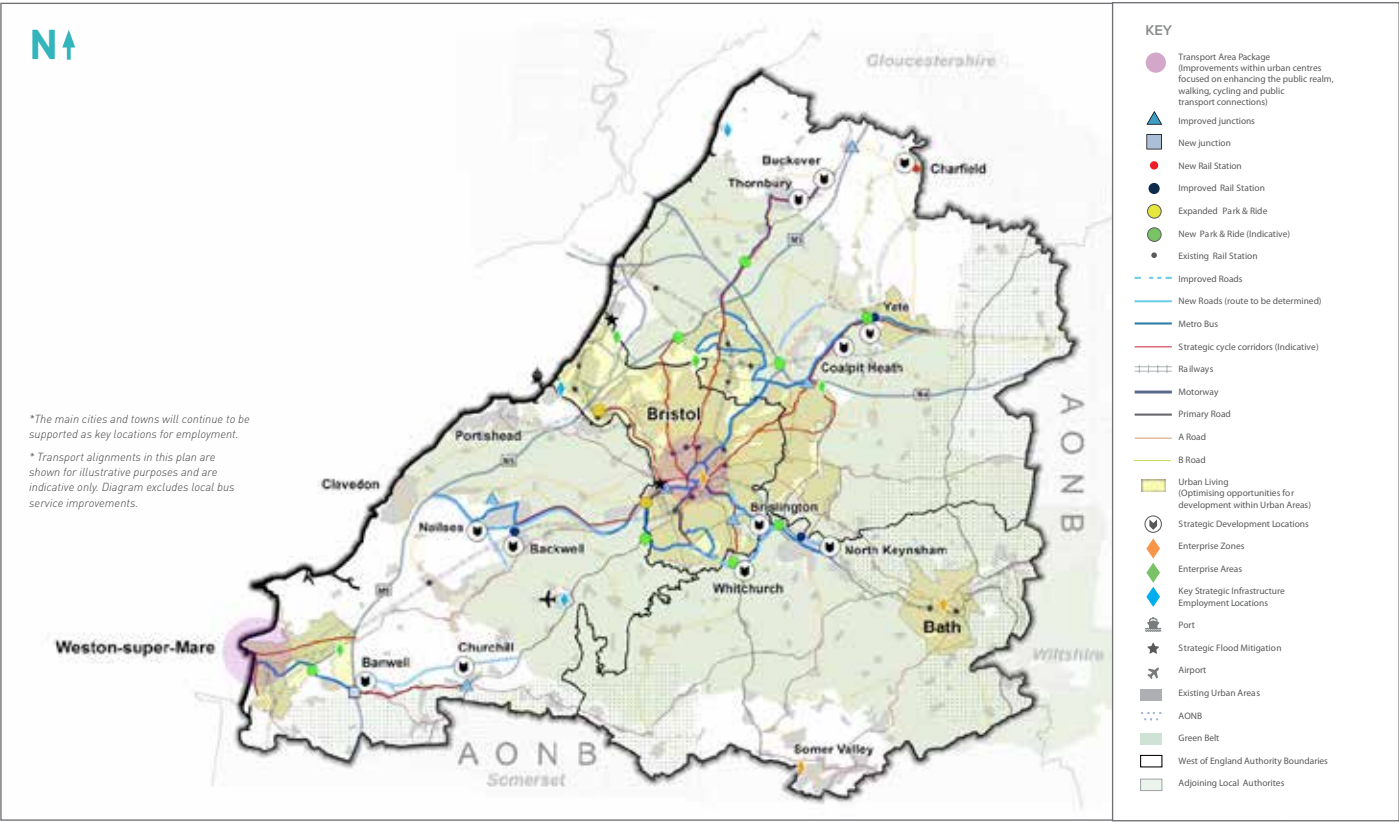 N
Gloucestershire
Buckover
Thornbury
Charfield
M5
Yate
Coalpit Heath
M4
Bristol
Portishead
M5
Clevedon
Nailsea
Backwell
Brislington
North Keynsham
Whitchurch
Bath
Weston-super-Mare
M5
Banwell
Churchill
Wiltshire
Somer Valley
AONB
AONB
Somerset
*The main cities and towns will continue to be
supported as key locations for employment.
* Transport alignments in this plan are
shown for illustrative purposes and are
indicative only. Diagram excludes local bus
service improvements.
KEY
Transport Area Package
(Improvements within urban centres
focused on enhancing the public realm,
walking, cycling and public
transport connections)
Improved junctions
New junction
New Rail Station
Improved Rail Station
Expanded Park & Ride
New Park & Ride (Indicative)
Existing Rail Station
Improved Roads
New Roads (route to be determined)
Metro Bus
Strategic cycle corridors (Indicative)
Railways
Motorway
Primary Road
A Road
B Road
Urban Living
(Optimising opportunities for
development within Urban Areas)
Strategic Development Locations
Enterprise Zones
Enterprise Areas
Key Strategic Infrastructure
Employment Locations
Port
Strategic Flood Mitigation
Airport
Existing Urban Areas
AONB
Green Belt
West of England Authority Boundaries
Adjoining Local Authorites